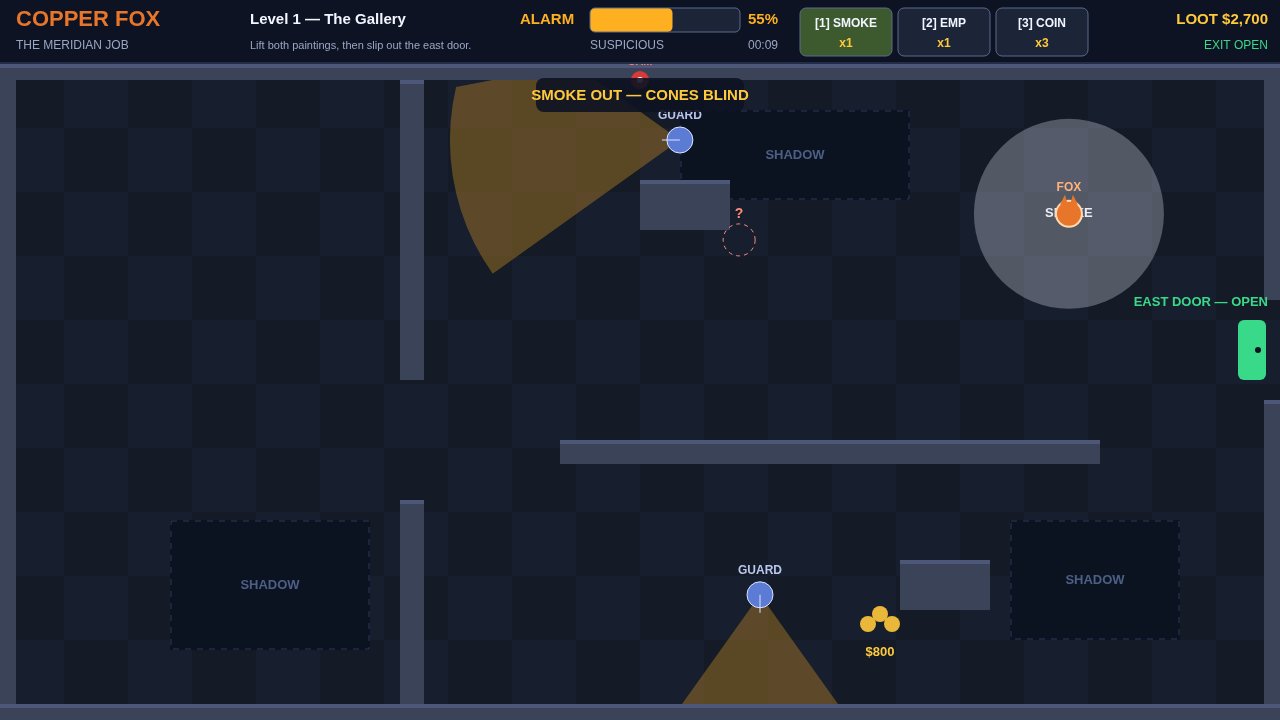 COPPER FOX
THE MERIDIAN JOB
Level 1 — The Gallery
Lift both paintings, then slip out the east door.
ALARM
55%
SUSPICIOUS
00:09
[1] SMOKE
x1
[2] EMP
x1
[3] COIN
x3
LOOT $2,700
EXIT OPEN
SMOKE OUT — CONES BLIND
GUARD
SHADOW
?
FOX
EAST DOOR — OPEN
SHADOW
GUARD
SHADOW
$800